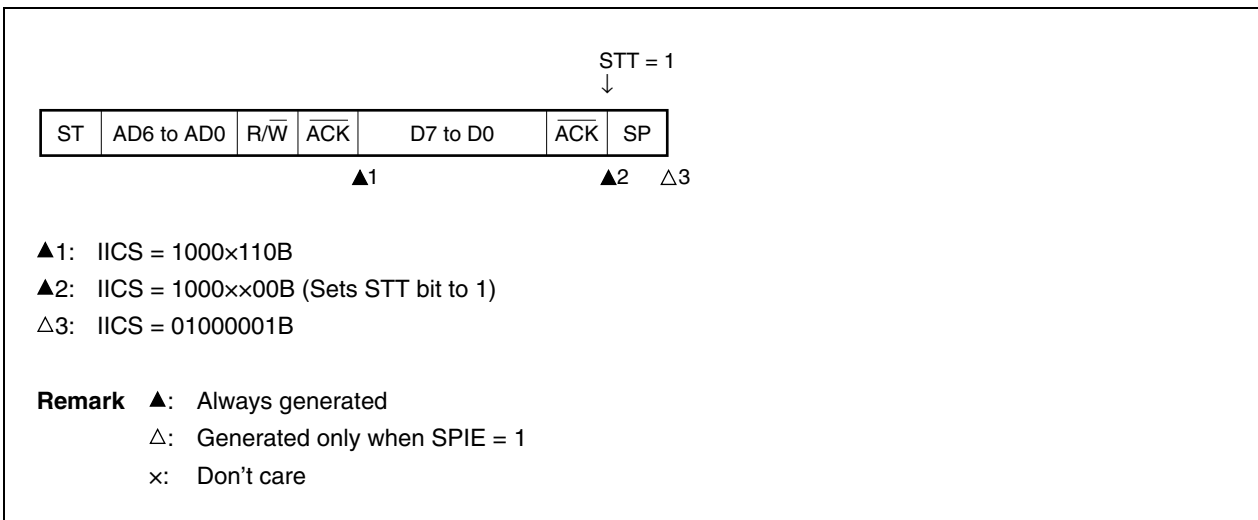 STT = 1
↓
ST AD6 to AD0 R/W̅ A̅C̅K̅ D7 to D0 A̅C̅K̅ SP
▲1 ▲2 △3
▲1: IICS = 1000×110B
▲2: IICS = 1000××00B (Sets STT bit to 1)
△3: IICS = 01000001B
Remark ▲: Always generated
△: Generated only when SPIE = 1
×: Don't care